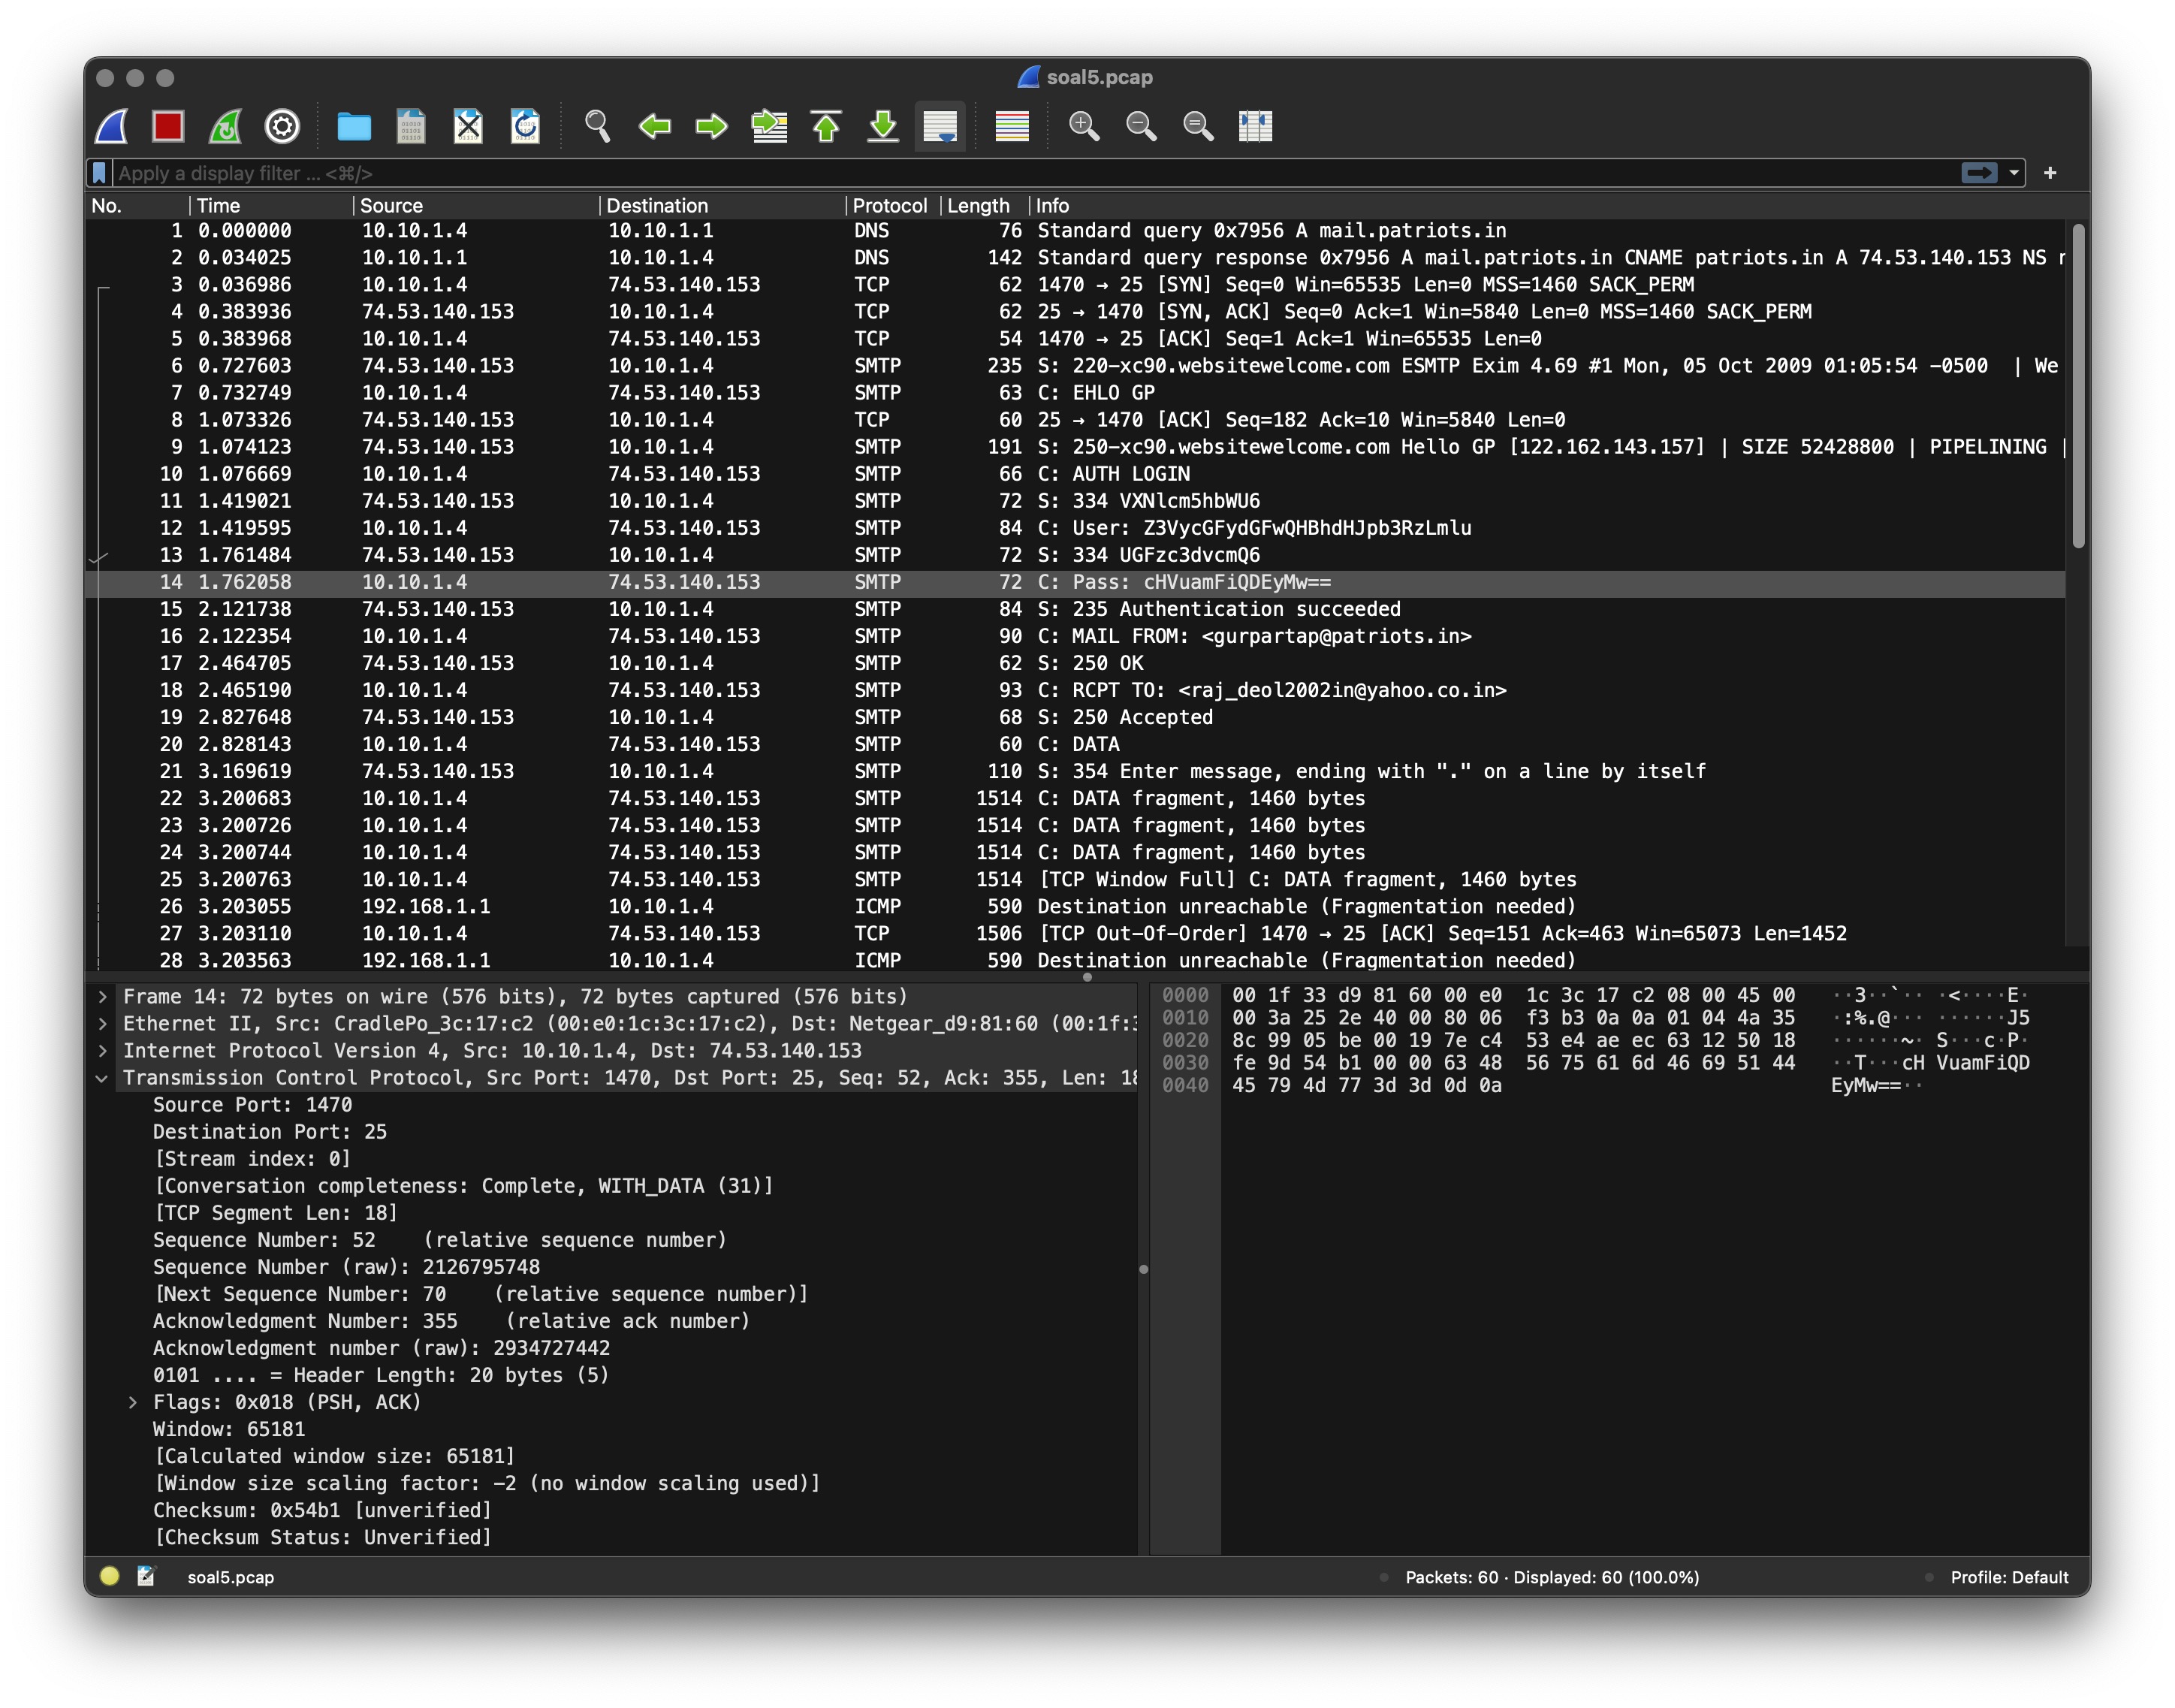 soal5.pcap
Apply a display filter ... <⌘/>
No. Time Source Destination Protocol Length Info
1 0.000000 10.10.1.4 10.10.1.1 DNS 76 Standard query 0x7956 A mail.patriots.in
2 0.034025 10.10.1.1 10.10.1.4 DNS 142 Standard query response 0x7956 A mail.patriots.in CNAME patriots.in A 74.53.140.153 NS
3 0.036986 10.10.1.4 74.53.140.153 TCP 62 1470 → 25 [SYN] Seq=0 Win=65535 Len=0 MSS=1460 SACK_PERM
4 0.383936 74.53.140.153 10.10.1.4 TCP 62 25 → 1470 [SYN, ACK] Seq=0 Ack=1 Win=5840 Len=0 MSS=1460 SACK_PERM
5 0.383968 10.10.1.4 74.53.140.153 TCP 54 1470 → 25 [ACK] Seq=1 Ack=1 Win=65535 Len=0
6 0.727603 74.53.140.153 10.10.1.4 SMTP 235 S: 220-xc90.websitewelcome.com ESMTP Exim 4.69 #1 Mon, 05 Oct 2009 01:05:54 -0500 | We
7 0.732749 10.10.1.4 74.53.140.153 SMTP 63 C: EHLO GP
8 1.073326 74.53.140.153 10.10.1.4 TCP 60 25 → 1470 [ACK] Seq=182 Ack=10 Win=5840 Len=0
9 1.074123 74.53.140.153 10.10.1.4 SMTP 191 S: 250-xc90.websitewelcome.com Hello GP [122.162.143.157] | SIZE 52428800 | PIPELINING |
10 1.076669 10.10.1.4 74.53.140.153 SMTP 66 C: AUTH LOGIN
11 1.419021 74.53.140.153 10.10.1.4 SMTP 72 S: 334 VXNlcm5hbWU6
12 1.419595 10.10.1.4 74.53.140.153 SMTP 84 C: User: Z3VycGFydGFwQHBhdHJpb3RzLmlu
13 1.761484 74.53.140.153 10.10.1.4 SMTP 72 S: 334 UGFzc3dvcmQ6
14 1.762058 10.10.1.4 74.53.140.153 SMTP 72 C: Pass: cHVuamFiQDEyMw==
15 2.121738 74.53.140.153 10.10.1.4 SMTP 84 S: 235 Authentication succeeded
16 2.122354 10.10.1.4 74.53.140.153 SMTP 90 C: MAIL FROM: <gurpartap@patriots.in>
17 2.464705 74.53.140.153 10.10.1.4 SMTP 62 S: 250 OK
18 2.465190 10.10.1.4 74.53.140.153 SMTP 93 C: RCPT TO: <raj_deol2002in@yahoo.co.in>
19 2.827648 74.53.140.153 10.10.1.4 SMTP 68 S: 250 Accepted
20 2.828143 10.10.1.4 74.53.140.153 SMTP 60 C: DATA
21 3.169619 74.53.140.153 10.10.1.4 SMTP 110 S: 354 Enter message, ending with "." on a line by itself
22 3.200683 10.10.1.4 74.53.140.153 SMTP 1514 C: DATA fragment, 1460 bytes
23 3.200726 10.10.1.4 74.53.140.153 SMTP 1514 C: DATA fragment, 1460 bytes
24 3.200744 10.10.1.4 74.53.140.153 SMTP 1514 C: DATA fragment, 1460 bytes
25 3.200763 10.10.1.4 74.53.140.153 SMTP 1514 [TCP Window Full] C: DATA fragment, 1460 bytes
26 3.203055 192.168.1.1 10.10.1.4 ICMP 590 Destination unreachable (Fragmentation needed)
27 3.203110 10.10.1.4 74.53.140.153 TCP 1506 [TCP Out-Of-Order] 1470 → 25 [ACK] Seq=151 Ack=463 Win=65073 Len=1452
28 3.203563 192.168.1.1 10.10.1.4 ICMP 590 Destination unreachable (Fragmentation needed)
Frame 14: 72 bytes on wire (576 bits), 72 bytes captured (576 bits)
Ethernet II, Src: CradlePo_3c:17:c2 (00:e0:1c:3c:17:c2), Dst: Netgear_d9:81:60 (00:1f:3
Internet Protocol Version 4, Src: 10.10.1.4, Dst: 74.53.140.153
Transmission Control Protocol, Src Port: 1470, Dst Port: 25, Seq: 52, Ack: 355, Len: 18
Source Port: 1470
Destination Port: 25
[Stream index: 0]
[Conversation completeness: Complete, WITH_DATA (31)]
[TCP Segment Len: 18]
Sequence Number: 52 (relative sequence number)
Sequence Number (raw): 2126795748
[Next Sequence Number: 70 (relative sequence number)]
Acknowledgment Number: 355 (relative ack number)
Acknowledgment number (raw): 2934727442
0101 .... = Header Length: 20 bytes (5)
Flags: 0x018 (PSH, ACK)
Window: 65181
[Calculated window size: 65181]
[Window size scaling factor: -2 (no window scaling used)]
Checksum: 0x54b1 [unverified]
[Checksum Status: Unverified]
0000 00 1f 33 d9 81 60 00 e0 1c 3c 17 c2 08 00 45 00 ··3··`·· ·<····E·
0010 00 3a 25 2e 40 00 80 06 f3 b3 0a 0a 01 04 4a 35 ·:%.@··· ······J5
0020 8c 99 05 be 00 19 7e c4 53 e4 ae ec 63 12 50 18 ······~· S···c·P·
0030 fe 9d 54 b1 00 00 63 48 56 75 61 6d 46 69 51 44 ··T···cH VuamFiQD
0040 45 79 4d 77 3d 3d 0d 0a EyMw==··
soal5.pcap
Packets: 60 · Displayed: 60 (100.0%)
Profile: Default